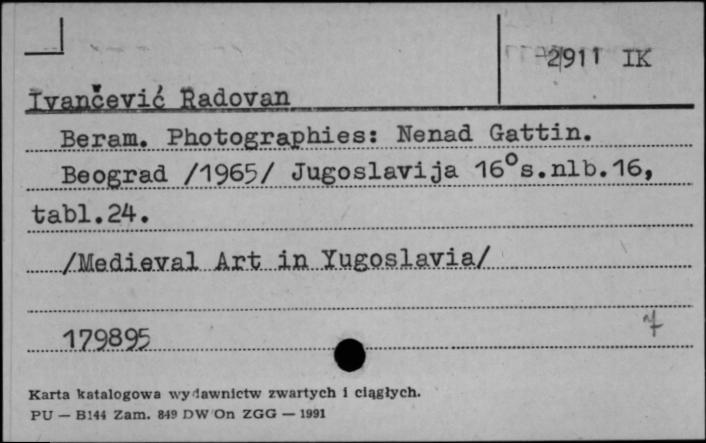 2911 IK
Ivančević Radovan
Beram. Photographies: Nenad Gattin.
Beograd /1965/ Jugoslavija 16°s.nlb.16,
tabl.24.
/Medieval Art in Yugoslavia/
179895
Karta katalogowa wydawnictw zwartych i ciągłych.
PU — B144 Zam. 849 DW On ZGG — 1991